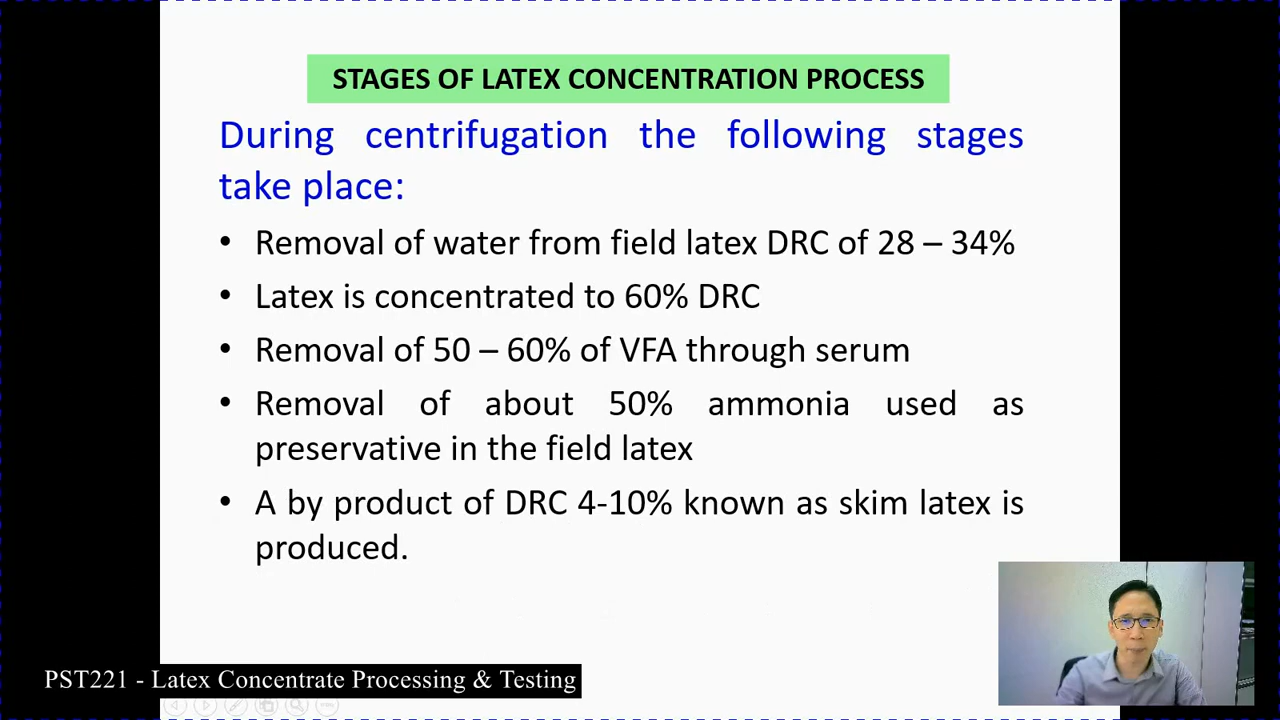 STAGES OF LATEX CONCENTRATION PROCESS
During centrifugation the following stages
take place:
• Removal of water from field latex DRC of 28 – 34%
• Latex is concentrated to 60% DRC
• Removal of 50 – 60% of VFA through serum
• Removal of about 50% ammonia used as
preservative in the field latex
• A by product of DRC 4-10% known as skim latex is
produced.
PST221 - Latex Concentrate Processing & Testing